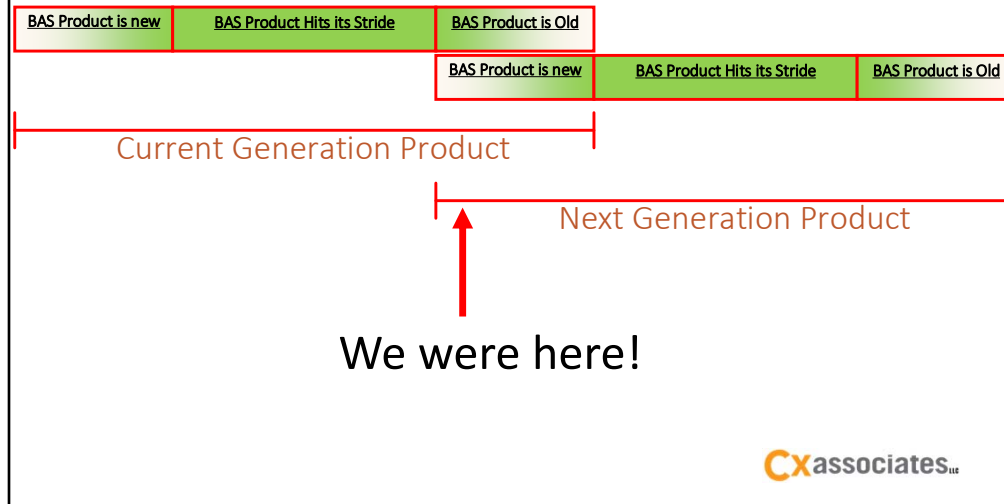 BAS Product is new BAS Product Hits its Stride BAS Product is Old
BAS Product is new BAS Product Hits its Stride BAS Product is Old
Current Generation Product
Next Generation Product
We were here!
Cxassociates LLC